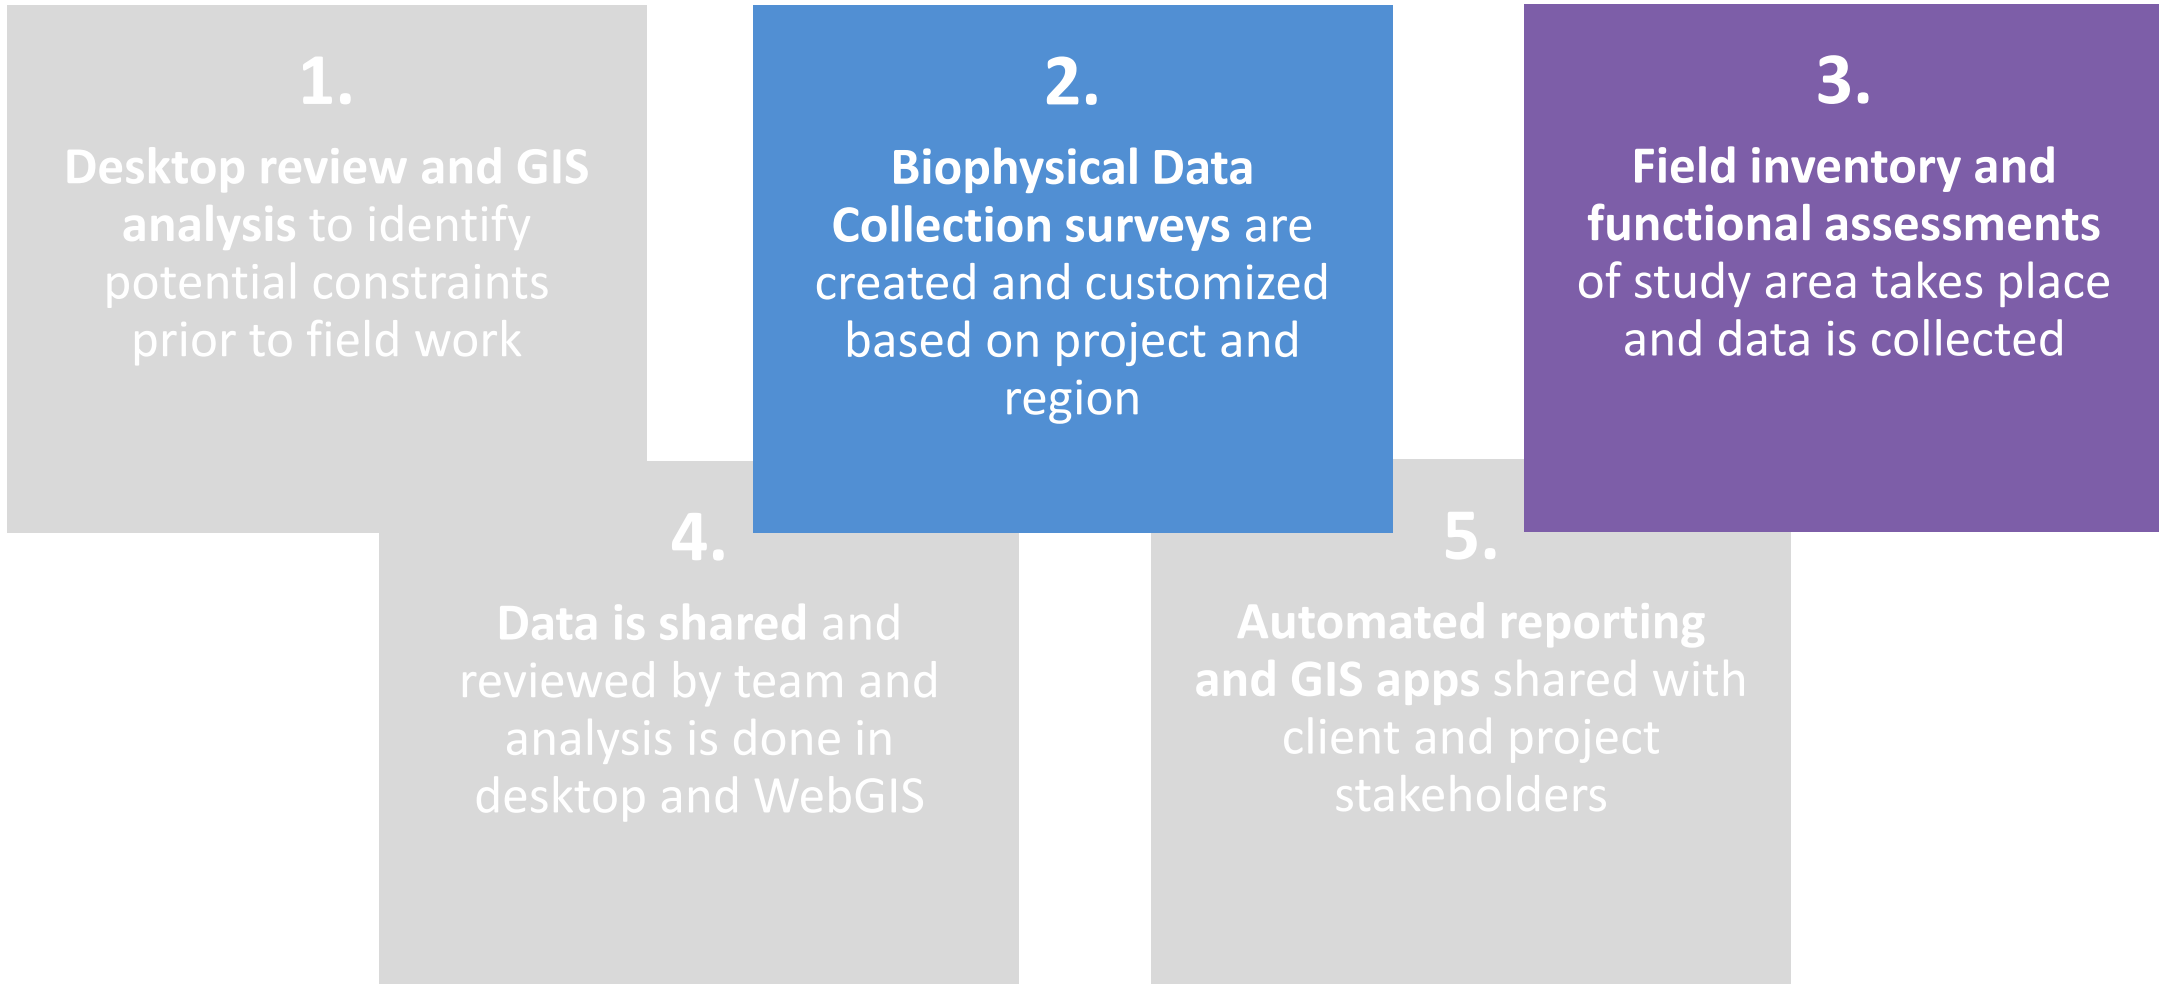 1.
Desktop review and GIS
analysis to identify
potential constraints
prior to field work
2.
Biophysical Data
Collection surveys are
created and customized
based on project and
region
3.
Field inventory and
functional assessments
of study area takes place
and data is collected
4.
Data is shared and
reviewed by team and
analysis is done in
desktop and WebGIS
5.
Automated reporting
and GIS apps shared with
client and project
stakeholders